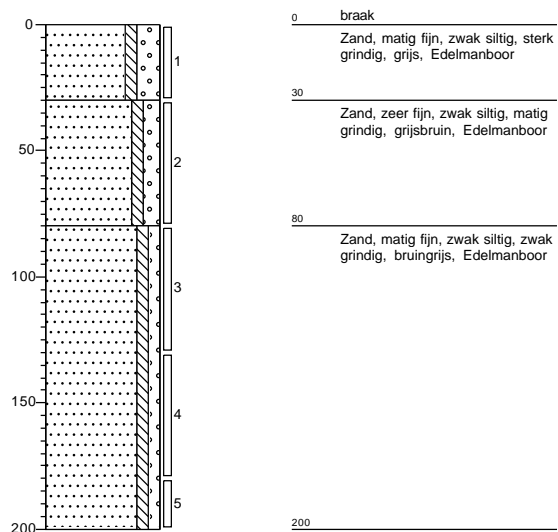 0
50
100
150
200
1
2
3
4
5
0
braak
Zand, matig fijn, zwak siltig, sterk
grindig, grijs, Edelmanboor
30
Zand, zeer fijn, zwak siltig, matig
grindig, grijsbruin, Edelmanboor
80
Zand, matig fijn, zwak siltig, zwak
grindig, bruingrijs, Edelmanboor
200